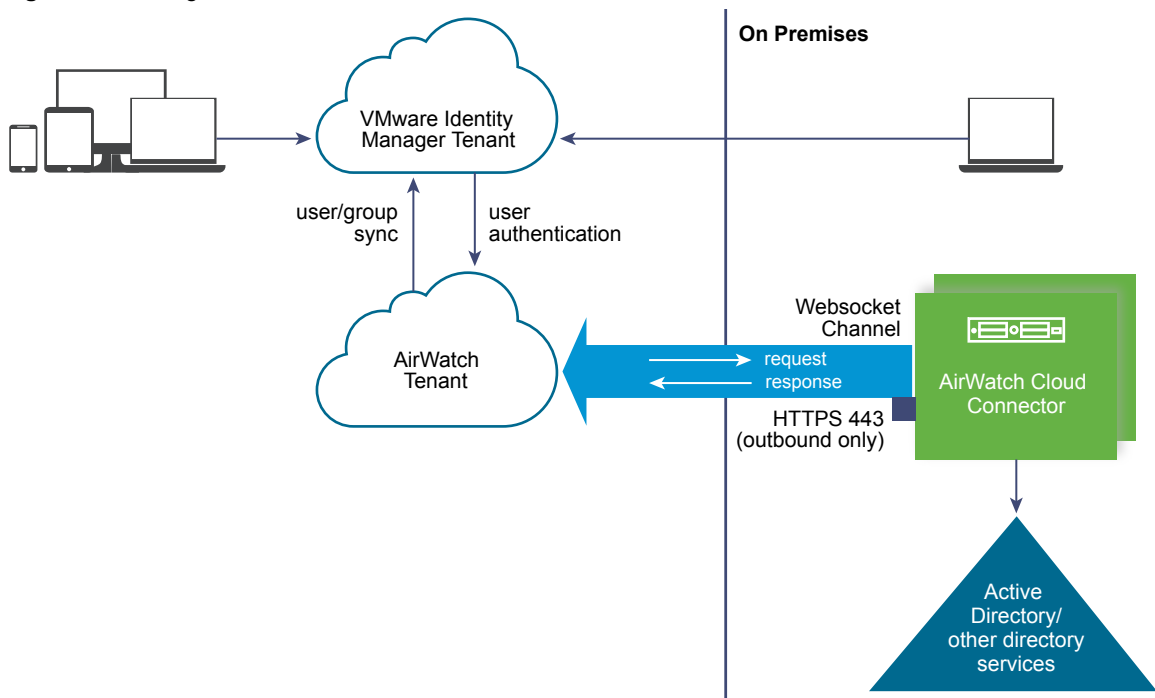 On Premises
VMware Identity
Manager Tenant
user/group
sync
user
authentication
Websocket
Channel
AirWatch
Tenant
request
response
AirWatch Cloud
Connector
HTTPS 443
(outbound only)
Active
Directory/
other directory
services